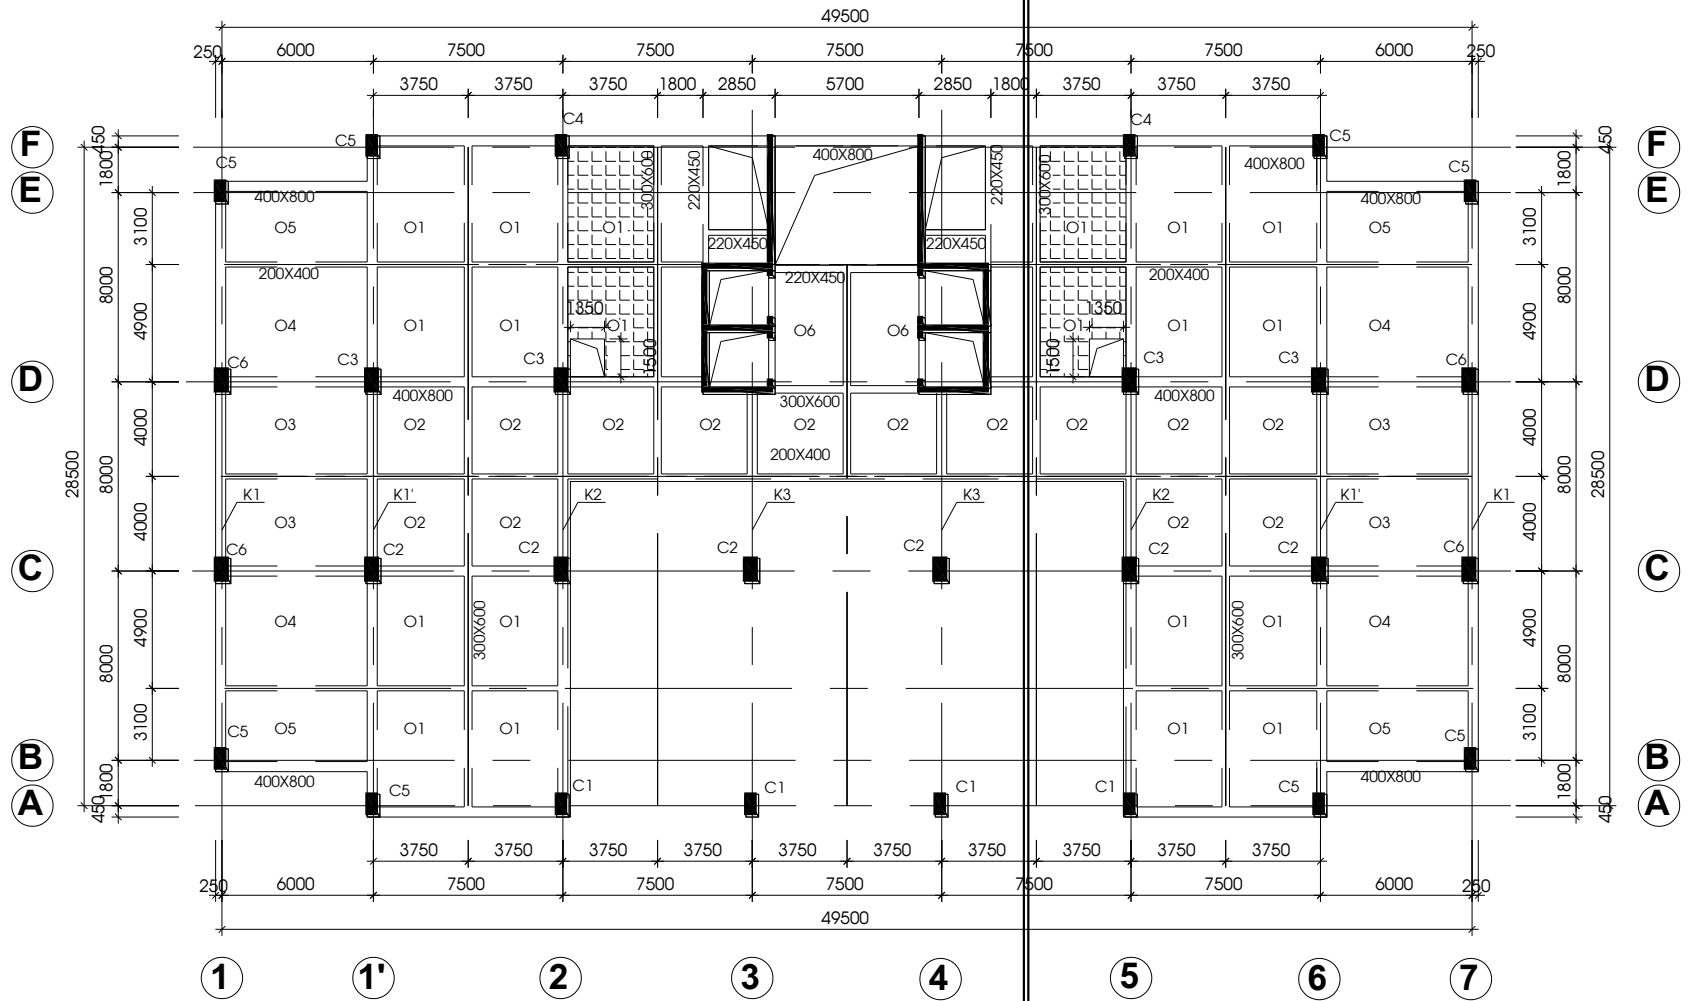 49500
250 6000 7500 7500 7500 7500 7500 6000 250
3750 3750 3750 1800 2850 5700 2850 1800 3750 3750 3750
C4 C4
F 450 C5 C5 450 F
400X800
C5 1800 300X600 220X450 220X450 300X600 400X800 C5 1800
E 400X800 400X800 E
3100 O5 O1 O1 O1 O1 O1 O1 O5 3100
220X450 220X450
8000 200X400 220X450 200X400 8000
1350 1350
4900 O4 O1 O1 O1 O6 O6 O1 O1 O1 O4 4900
C6 C3 C3 1500 1500 C3 C3 C6
D D
400X800 300X600 400X800
4000 O3 O2 O2 O2 O2 O2 O2 O2 O2 O2 O2 O3 4000
200X400
28500 8000 8000 28500
K1 K1' K2 K3 K3 K2 K1' K1
4000 O3 O2 O2 O2 O2 O3 4000
C6 C2 C2 C2 C2 C2 C2 C6
C C
4900 O4 O1 O1 300X600 O1 300X600 O1 O4 4900
8000 8000
3100 C5 O5 O1 O1 O1 O1 O5 C5 3100
B B
400X800 400X800
1800 C5 C1 C1 C1 C1 C5 1800
A 450 450 A
3750 3750 3750 3750 3750 3750 3750 3750 3750
250 6000 7500 7500 7500 7500 7500 6000 250
49500
1 1' 2 3 4 5 6 7